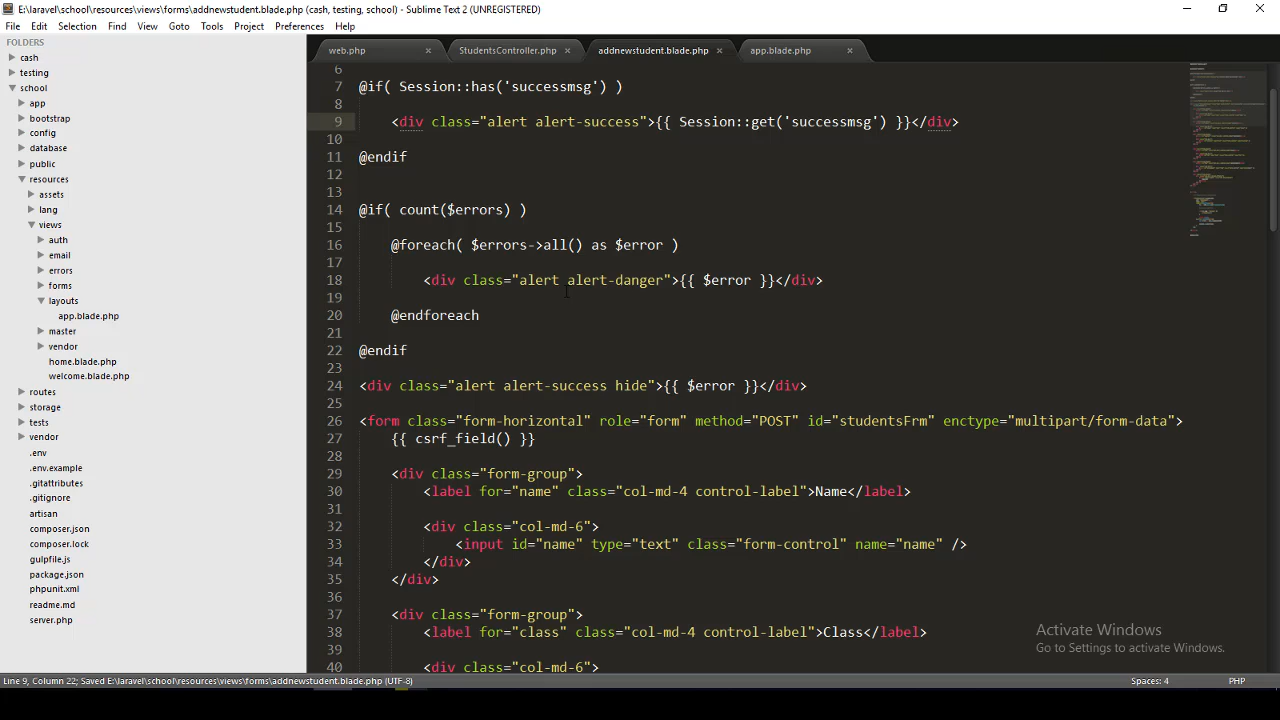 E:\laravel\school\resources\views\forms\addnewstudent.blade.php (cash, testing, school) - Sublime Text 2 (UNREGISTERED)
File Edit Selection Find View Goto Tools Project Preferences Help
FOLDERS
cash
testing
school
app
bootstrap
config
database
public
resources
assets
lang
views
auth
email
errors
forms
layouts
app.blade.php
master
vendor
home.blade.php
welcome.blade.php
routes
storage
tests
vendor
.env
.env.example
.gitattributes
.gitignore
artisan
composer.json
composer.lock
gulpfile.js
package.json
phpunit.xml
readme.md
server.php
web.php StudentsController.php addnewstudent.blade.php app.blade.php
6
7 @if( Session::has('successmsg') )
8
9 <div class="alert alert-success">{{ Session::get('successmsg') }}</div>
10
11 @endif
12
13
14 @if( count($errors) )
15
16 @foreach( $errors->all() as $error )
17
18 <div class="alert alert-danger">{{ $error }}</div>
19
20 @endforeach
21
22 @endif
23
24 <div class="alert alert-success hide">{{ $error }}</div>
25
26 <form class="form-horizontal" role="form" method="POST" id="studentsFrm" enctype="multipart/form-data">
27 {{ csrf_field() }}
28
29 <div class="form-group">
30 <label for="name" class="col-md-4 control-label">Name</label>
31
32 <div class="col-md-6">
33 <input id="name" type="text" class="form-control" name="name" />
34 </div>
35 </div>
36
37 <div class="form-group">
38 <label for="class" class="col-md-4 control-label">Class</label>
39
40 <div class="col-md-6">
Activate Windows
Go to Settings to activate Windows.
Line 9, Column 22; Saved E:\laravel\school\resources\views\forms\addnewstudent.blade.php (UTF-8) Spaces: 4 PHP